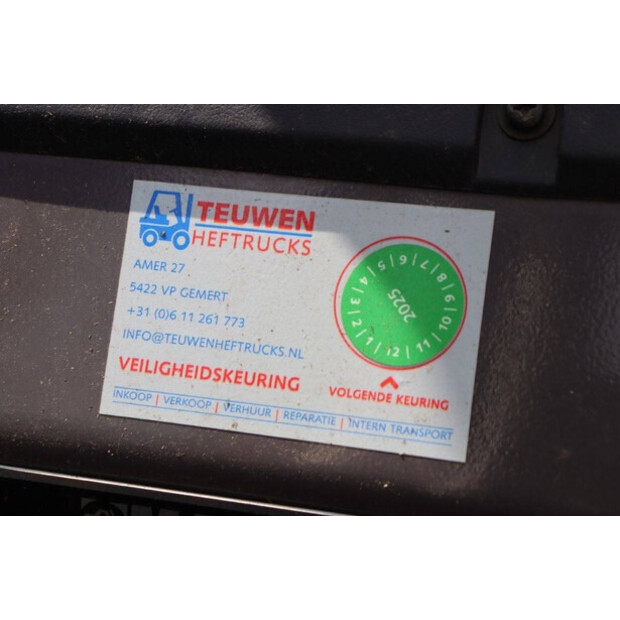 TEUWEN
HEFTRUCKS
AMER 27
5422 VP GEMERT
+31 (0)6 11 261 773
INFO@TEUWENHEFTRUCKS.NL
VEILIGHEIDSKEURING
1 | 2 | 3 | 4 | 5 | 6 | 7 | 8 | 9 | 10 | 11 | 12
2025
VOLGENDE KEURING
INKOOP | VERKOOP | VERHUUR | REPARATIE | INTERN TRANSPORT